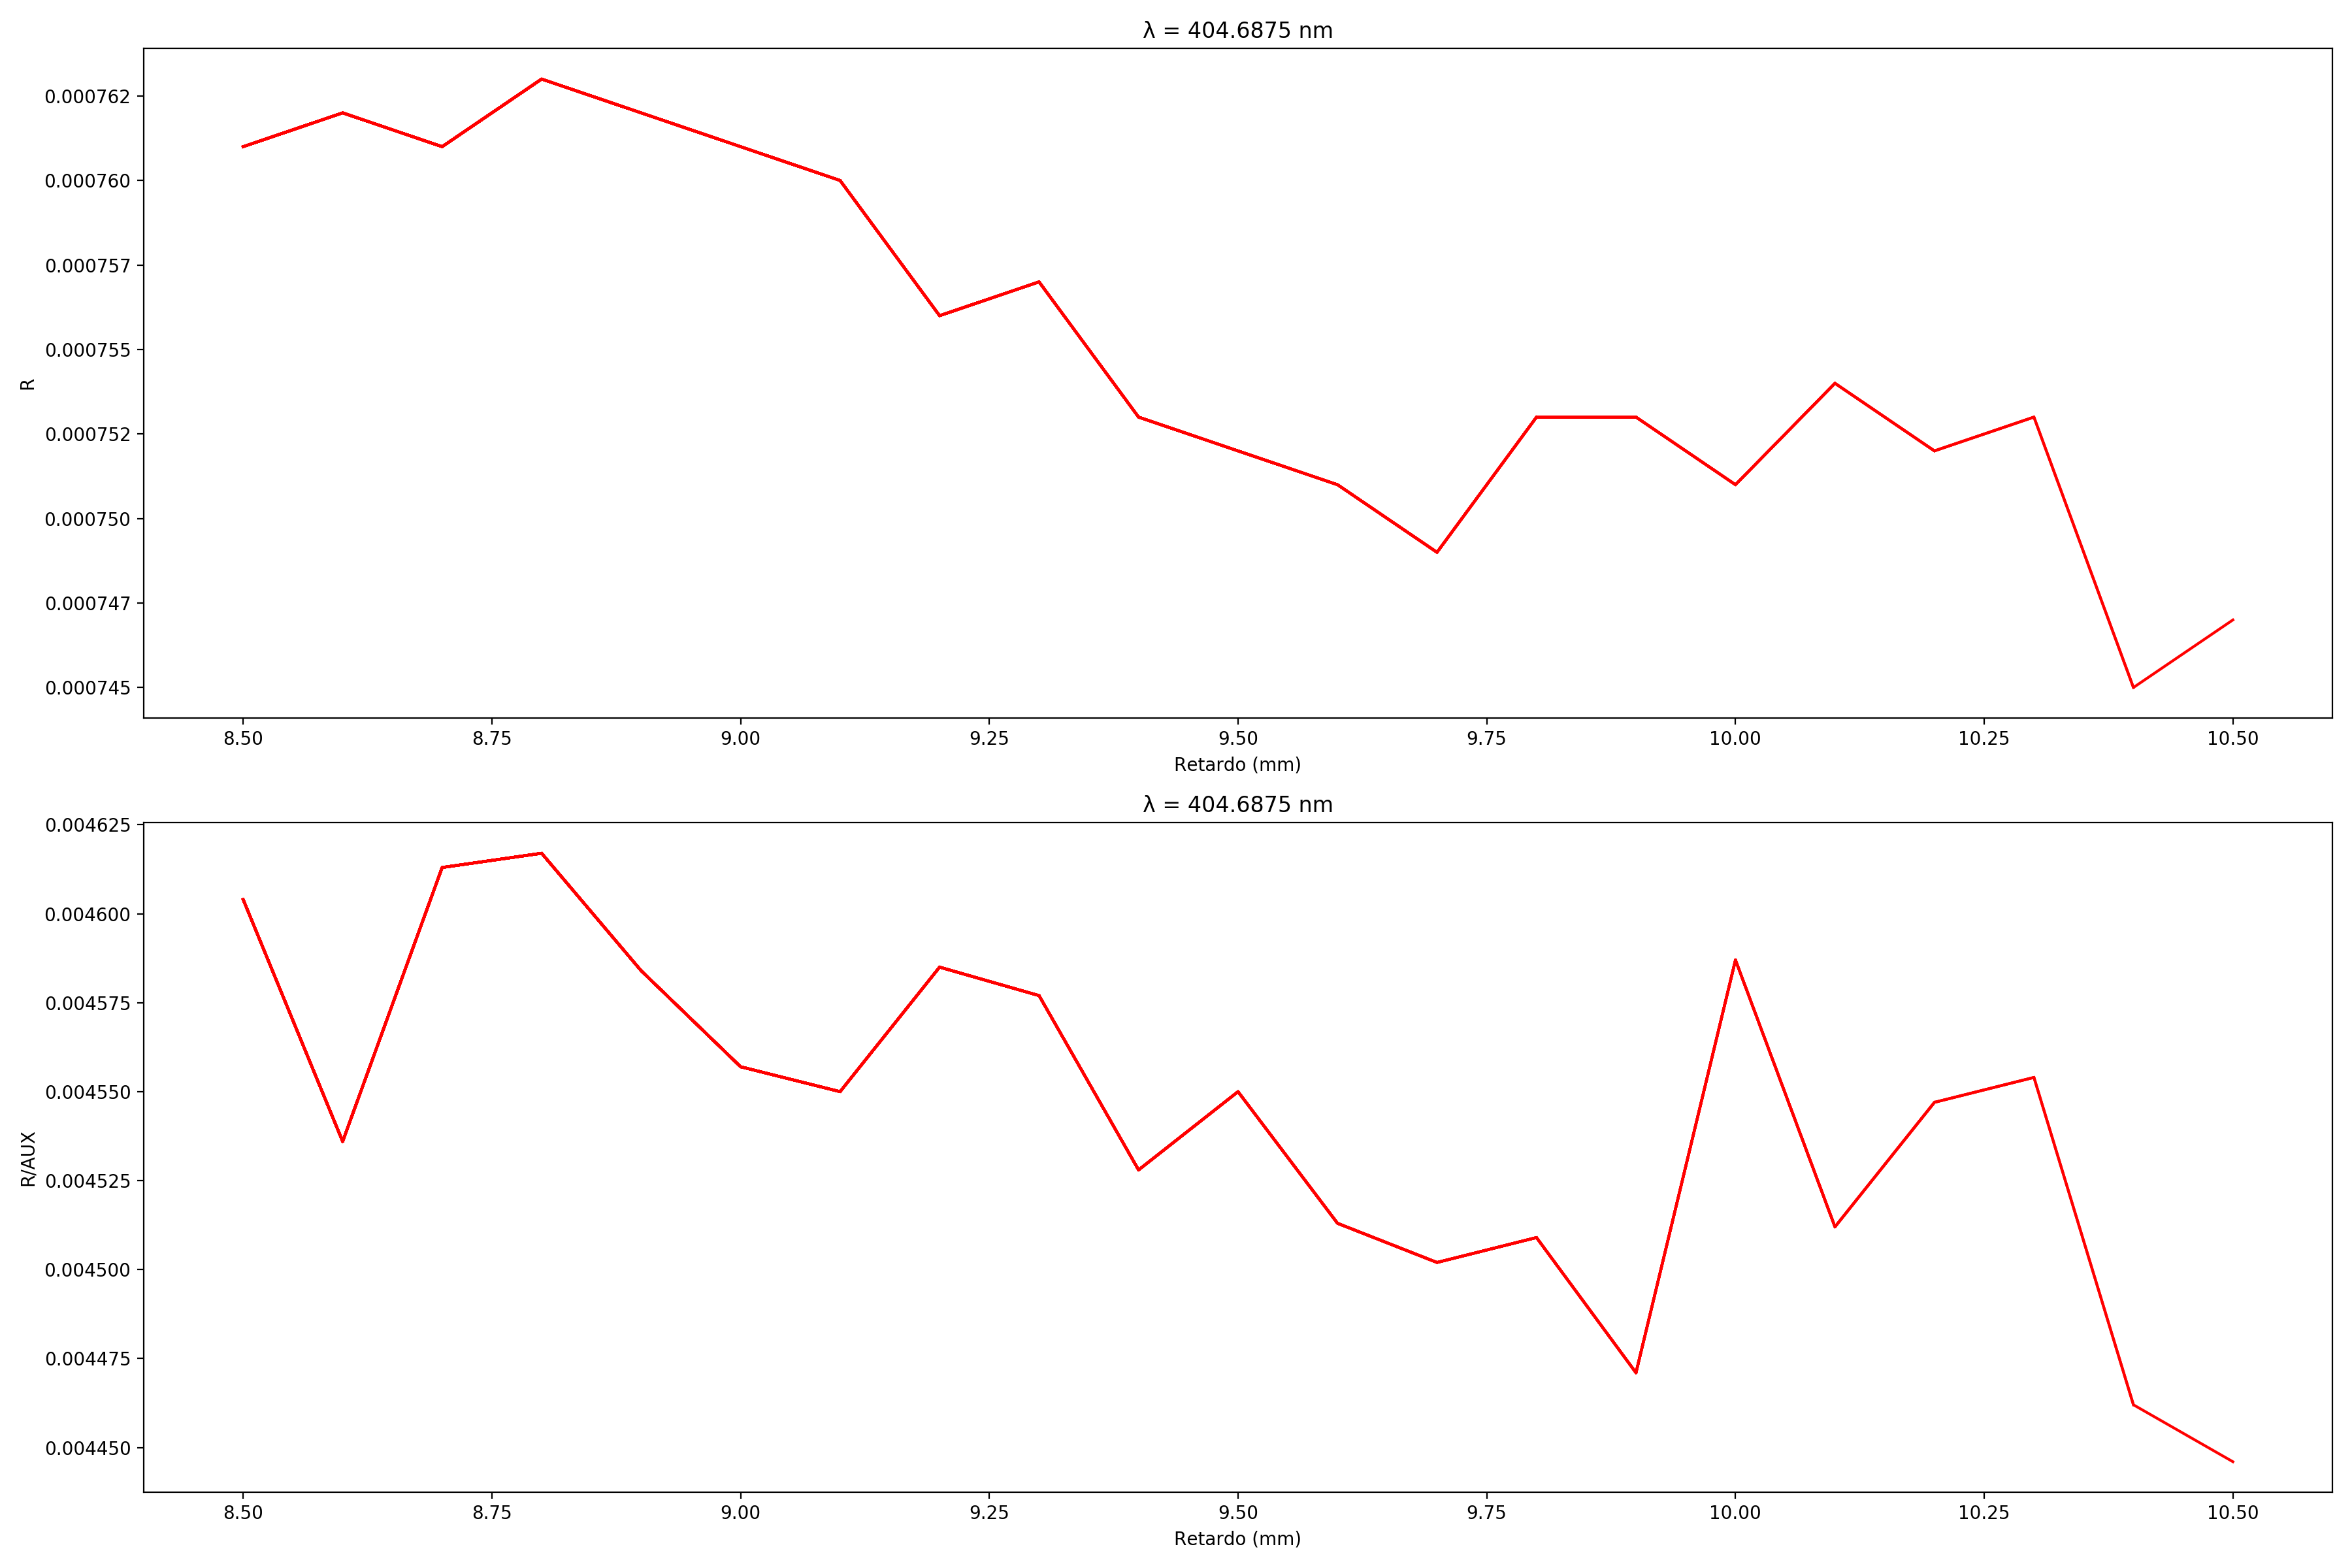 λ = 404.6875 nm
0.000762
0.000760
0.000757
0.000755
0.000752
0.000750
0.000747
0.000745
R
8.50 8.75 9.00 9.25 9.50 9.75 10.00 10.25 10.50
Retardo (mm)
λ = 404.6875 nm
0.004625
0.004600
0.004575
0.004550
0.004525
0.004500
0.004475
0.004450
R/AUX
8.50 8.75 9.00 9.25 9.50 9.75 10.00 10.25 10.50
Retardo (mm)